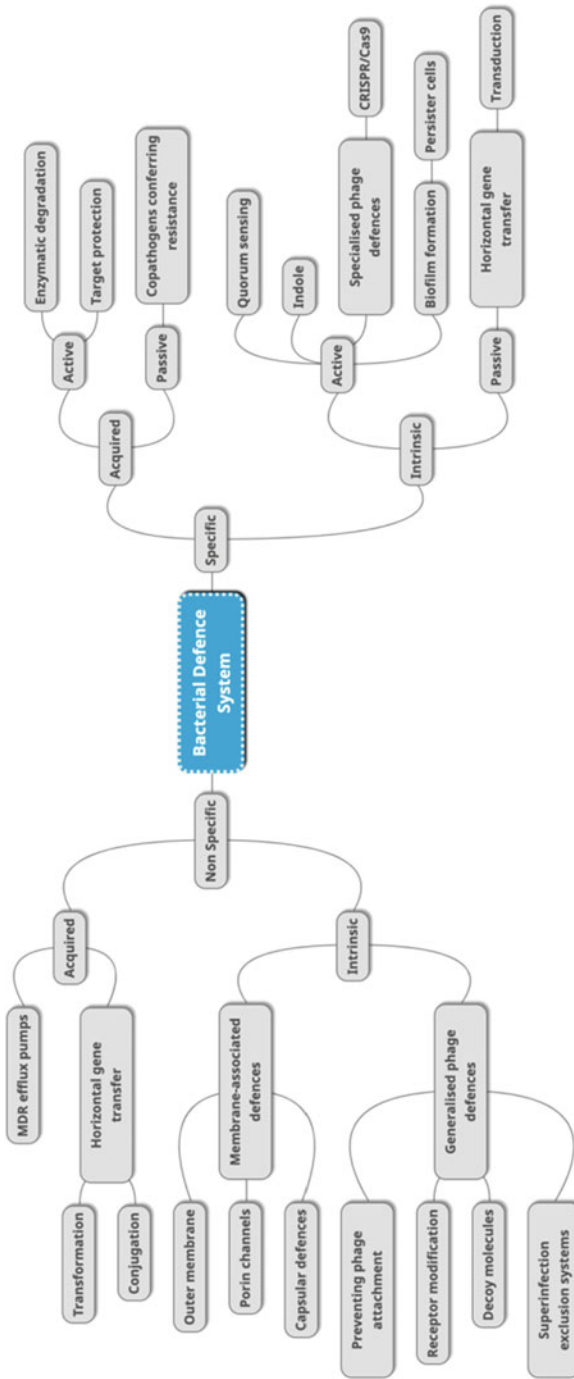 MDR efflux pumps
Acquired
Horizontal gene
transfer
Transformation
Conjugation
Non Specific
Outer membrane
Membrane-associated
defences
Porin channels
Capsular defences
Intrinsic
Preventing phage
attachment
Generalised phage
defences
Receptor modification
Decoy molecules
Superinfection
exclusion systems
Bacterial Defence
System
Specific
Acquired
Active
Enzymatic degradation
Target protection
Passive
Copathogens conferring
resistance
Intrinsic
Active
Quorum sensing
Indole
Specialised phage
defences
CRISPR/Cas9
Biofilm formation
Persister cells
Passive
Horizontal gene
transfer
Transduction